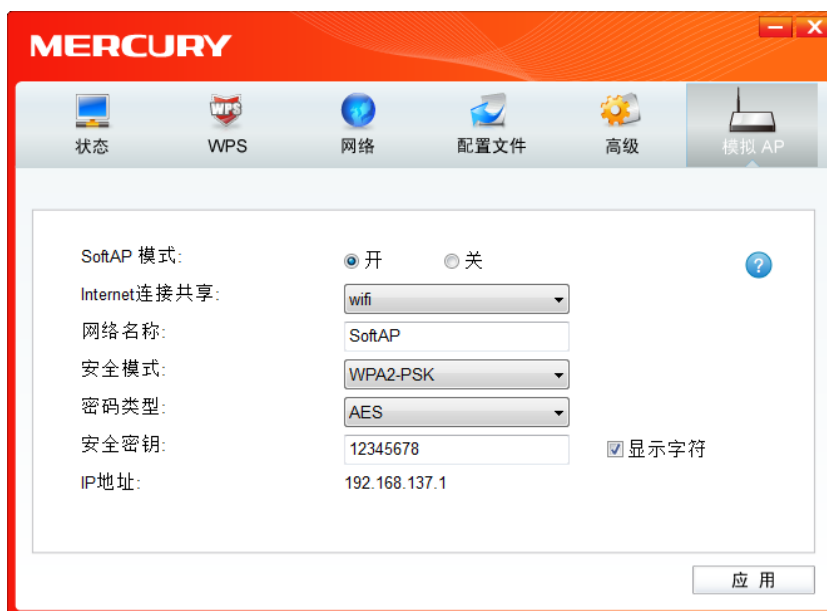 MERCURY
状态 WPS 网络 配置文件 高级 模拟 AP
SoftAP 模式: 开 关
Internet连接共享: wifi
网络名称: SoftAP
安全模式: WPA2-PSK
密码类型: AES
安全密钥: 12345678 显示字符
IP地址: 192.168.137.1
应 用